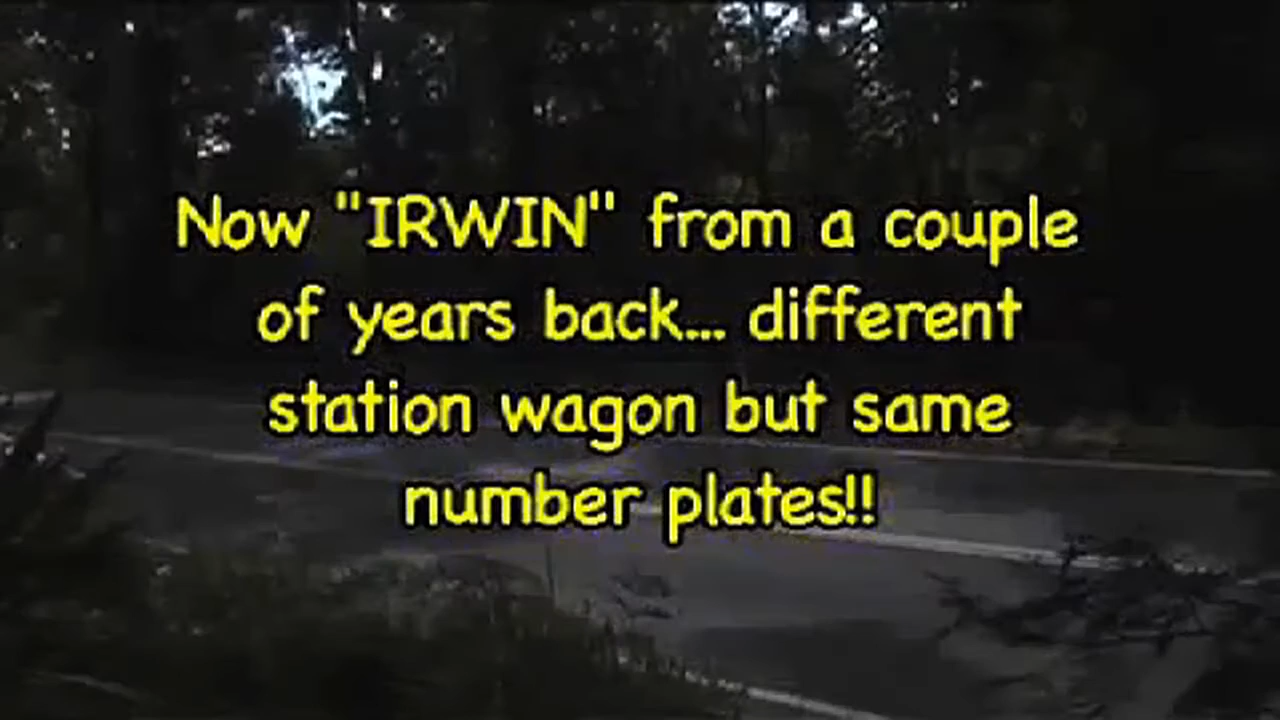 Now "IRWIN" from a couple
of years back... different
station wagon but same
number plates!!